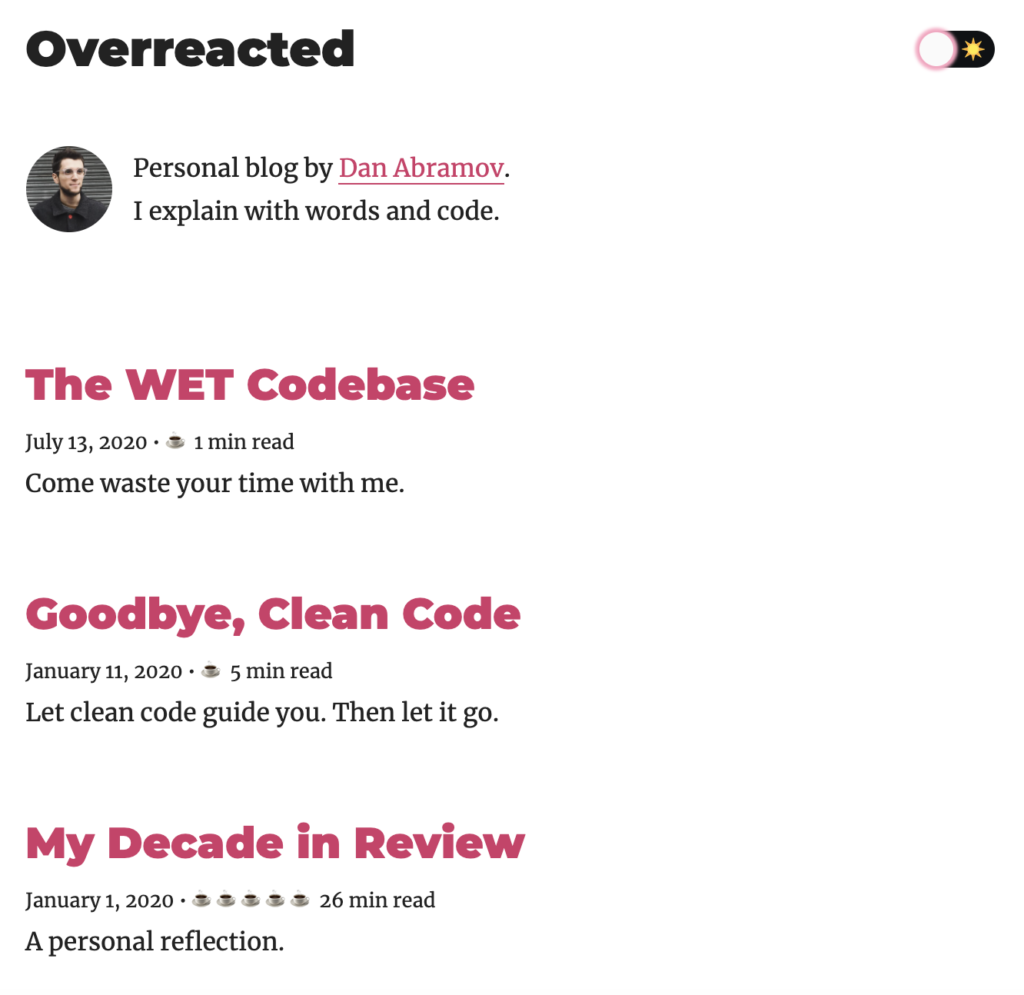 Overreacted
Personal blog by Dan Abramov.
I explain with words and code.
The WET Codebase
July 13, 2020 • ☕ 1 min read
Come waste your time with me.
Goodbye, Clean Code
January 11, 2020 • ☕ 5 min read
Let clean code guide you. Then let it go.
My Decade in Review
January 1, 2020 • ☕☕☕☕☕ 26 min read
A personal reflection.